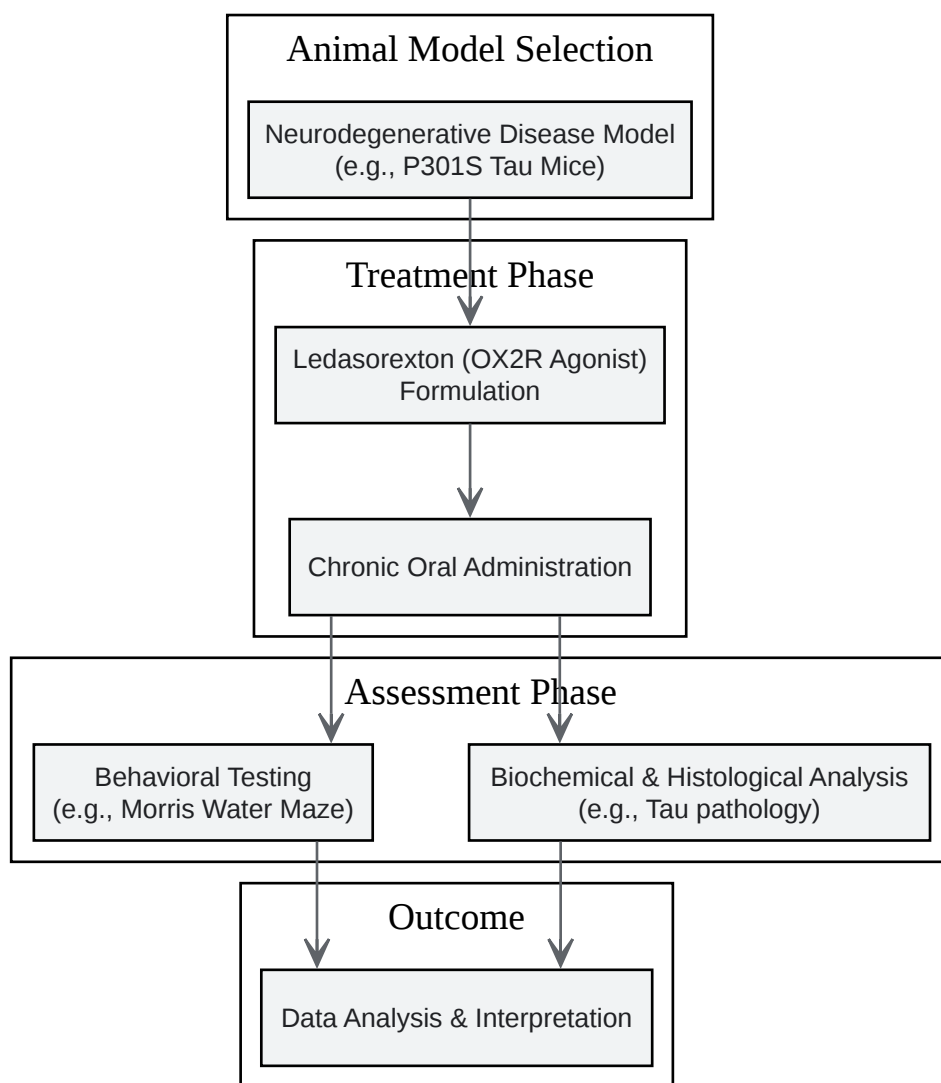 Animal Model Selection
Neurodegenerative Disease Model
(e.g., P301S Tau Mice)
Treatment Phase
Ledasorexton (OX2R Agonist)
Formulation
Chronic Oral Administration
Assessment Phase
Behavioral Testing
(e.g., Morris Water Maze)
Biochemical & Histological Analysis
(e.g., Tau pathology)
Outcome
Data Analysis & Interpretation